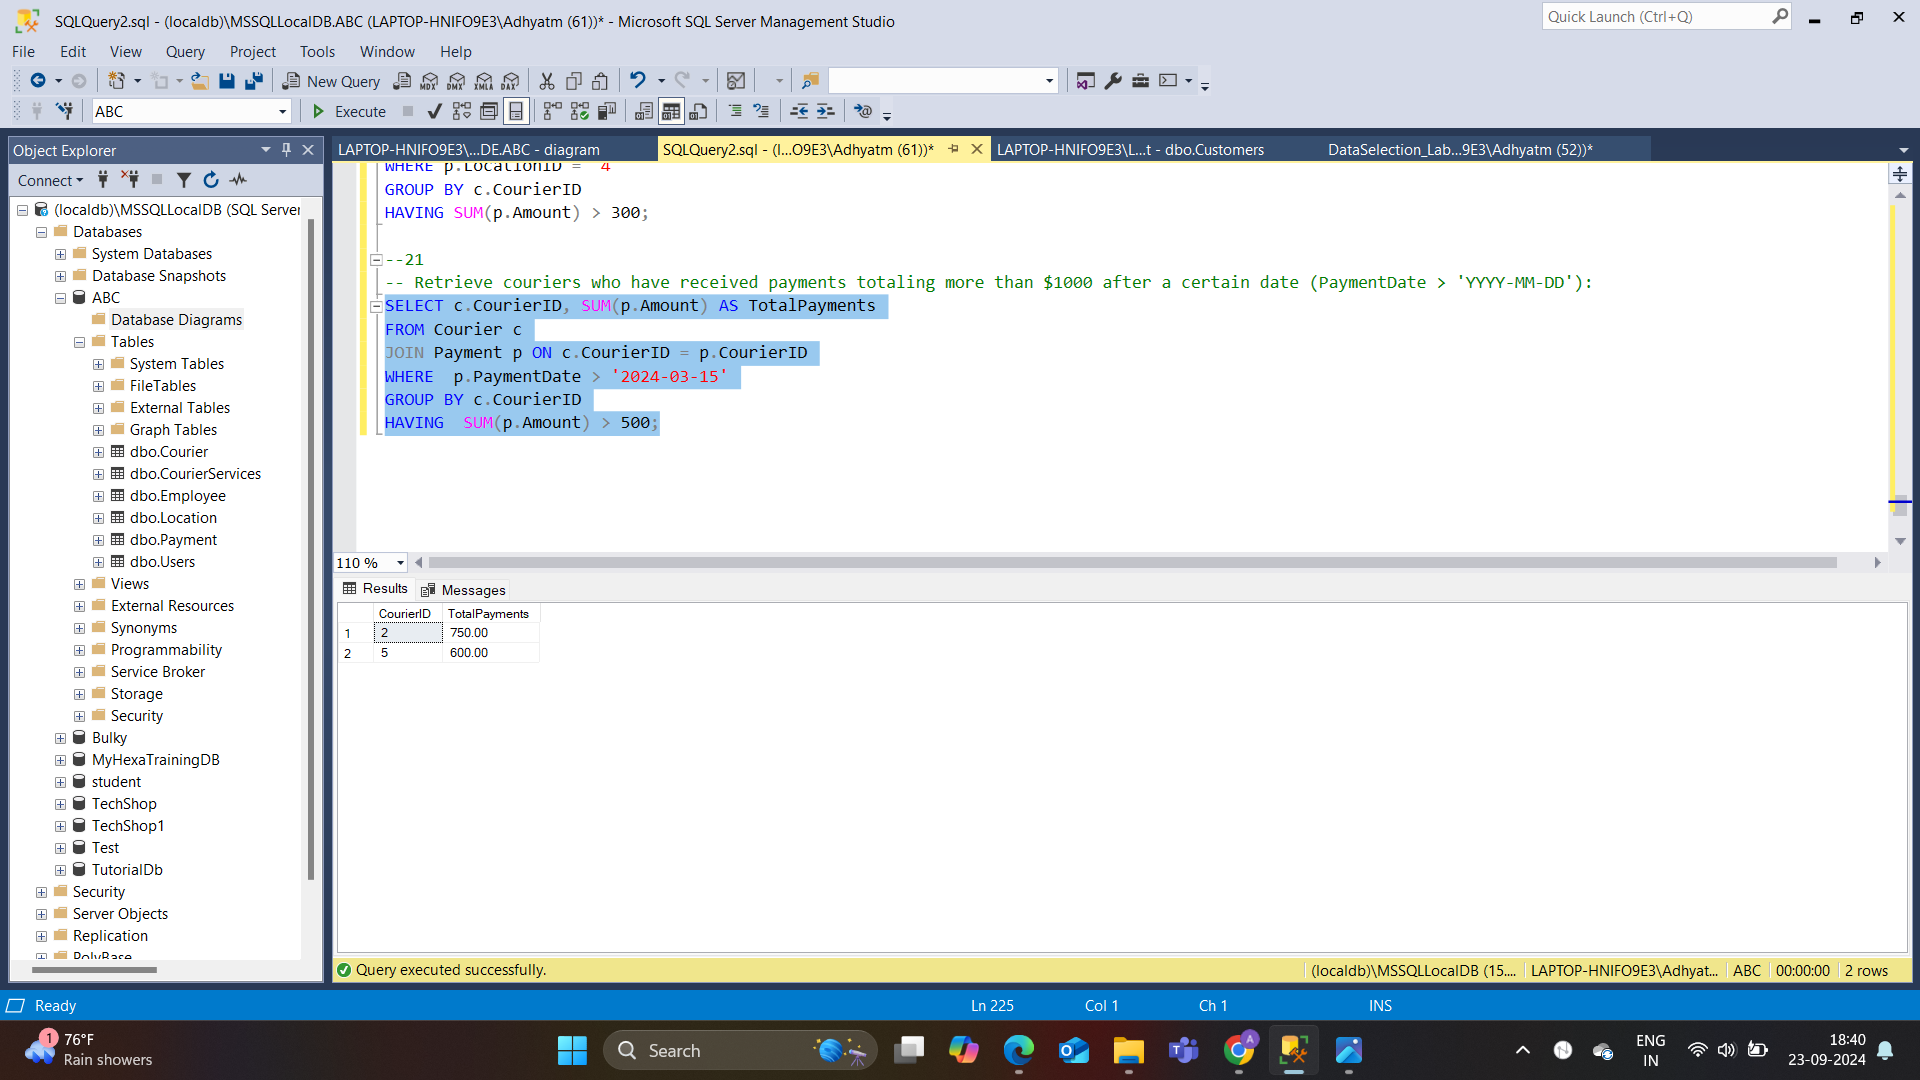 SQLQuery2.sql - (localdb)\MSSQLLocalDB.ABC (LAPTOP-HNIFO9E3\Adhyatm (61))* - Microsoft SQL Server Management Studio
Quick Launch (Ctrl+Q)
File Edit View Query Project Tools Window Help
New Query
MDX DMX XMLA DAX
ABC
Execute
Object Explorer
LAPTOP-HNIFO9E3\...DE.ABC - diagram
SQLQuery2.sql - (l...O9E3\Adhyatm (61))*
LAPTOP-HNIFO9E3\L...t - dbo.Customers
DataSelection_Lab...9E3\Adhyatm (52))*
Connect
(localdb)\MSSQLLocalDB (SQL Server
Databases
System Databases
Database Snapshots
ABC
Database Diagrams
Tables
System Tables
FileTables
External Tables
Graph Tables
dbo.Courier
dbo.CourierServices
dbo.Employee
dbo.Location
dbo.Payment
dbo.Users
Views
External Resources
Synonyms
Programmability
Service Broker
Storage
Security
Bulky
MyHexaTrainingDB
student
TechShop
TechShop1
Test
TutorialDb
Security
Server Objects
Replication
PolyBase
WHERE p.LocationID = 4
GROUP BY c.CourierID
HAVING SUM(p.Amount) > 300;
--21
-- Retrieve couriers who have received payments totaling more than $1000 after a certain date (PaymentDate > 'YYYY-MM-DD'):
SELECT c.CourierID, SUM(p.Amount) AS TotalPayments
FROM Courier c
JOIN Payment p ON c.CourierID = p.CourierID
WHERE p.PaymentDate > '2024-03-15'
GROUP BY c.CourierID
HAVING SUM(p.Amount) > 500;
110 %
Results Messages
CourierID TotalPayments
1 2 750.00
2 5 600.00
Query executed successfully.
(localdb)\MSSQLLocalDB (15.... LAPTOP-HNIFO9E3\Adhyat... ABC 00:00:00 2 rows
Ready
Ln 225 Col 1 Ch 1 INS
1
76°F
Rain showers
Search
A
ENG
IN
18:40
23-09-2024